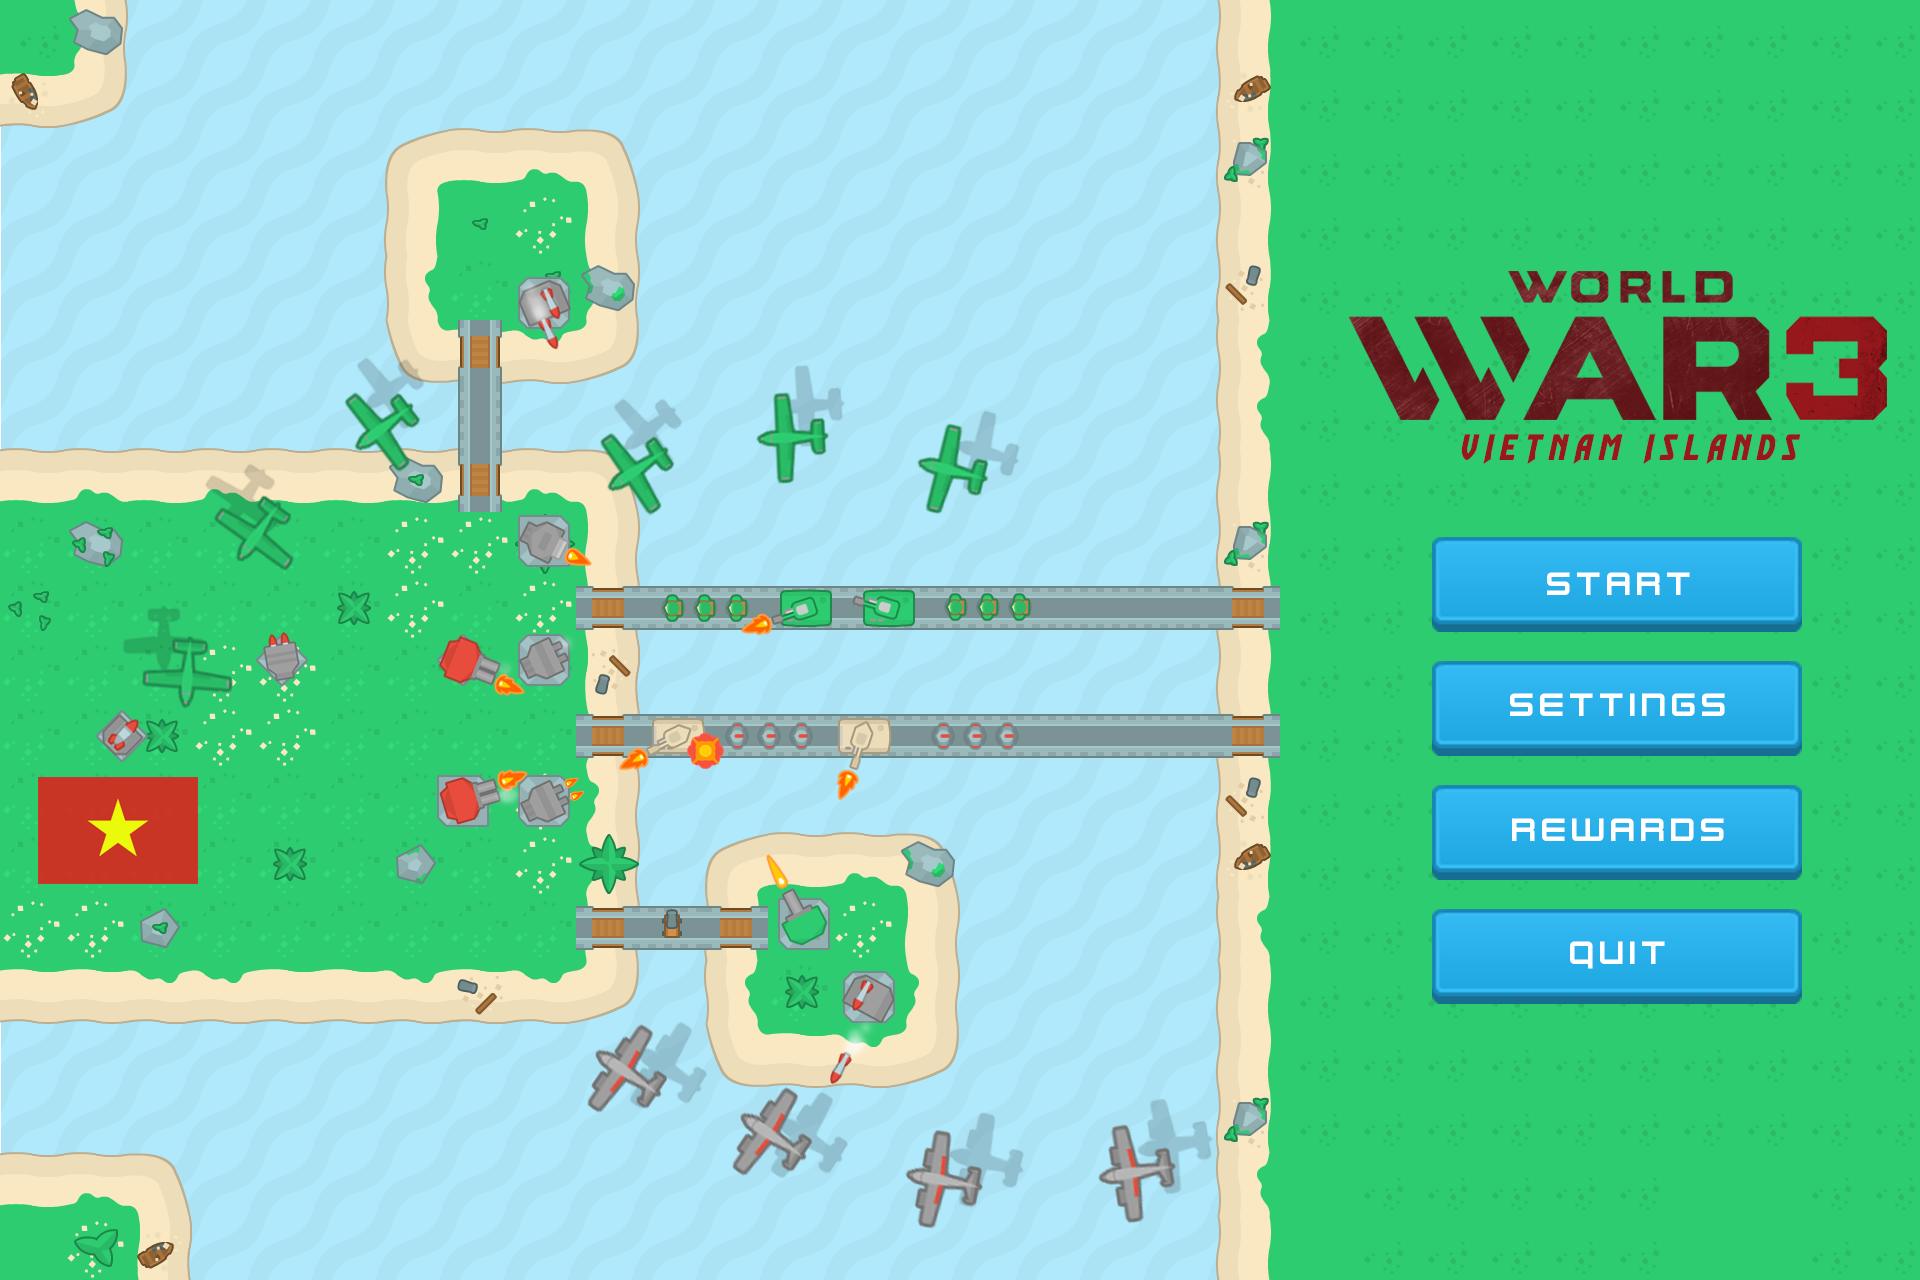 WORLD
WAR3
VIETNAM ISLANDS
START
SETTINGS
REWARDS
QUIT